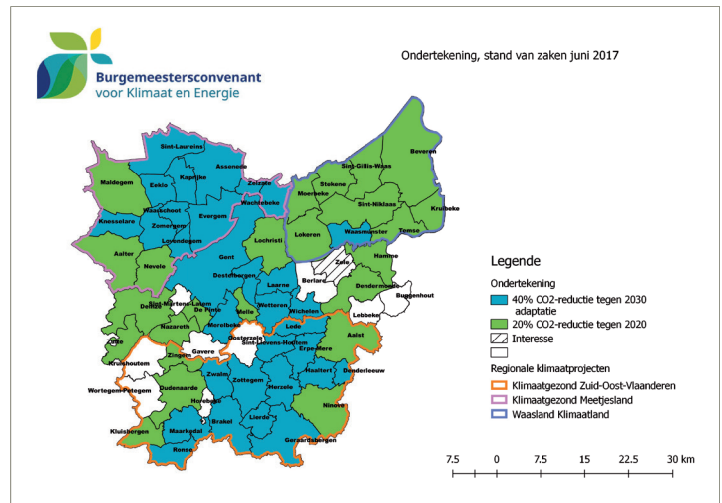 Burgemeestersconvenant
voor Klimaat en Energie
Ondertekening, stand van zaken juni 2017
Sint-Laureins
Assenede
Kaprijke
Eeklo
Maldegem
Zelzate
Wachtebeke
Waarschoot
Knesselare
Zomergem
Evergem
Lovendegem
Aalter
Nevele
Beveren
Sint-Gillis-Waas
Stekene
Moerbeke
Sint-Niklaas
Kruibeke
Lokeren
Waasmunster
Temse
Lochristi
Gent
Destelbergen
Hamme
Zele
Berlare
Dendermonde
Buggenhout
Lebbeke
Laarne
Wetteren
Wichelen
Sint-Martens-Latem
Deinze
De Pinte
Melle
Merelbeke
Nazareth
Oosterzele
Lede
Sint-Lievens-Houtem
Aalst
Erpe-Mere
Zulte
Gavere
Zingem
Kruishoutem
Haaltert
Denderleeuw
Zwalm
Zottegem
Wortegem-Petegem
Oudenaarde
Herzele
Horebeke
Ninove
Lierde
Brakel
Kluisbergen
Maarkedal
Geraardsbergen
Ronse
Legende
Ondertekening
40% CO2-reductie tegen 2030
adaptatie
20% CO2-reductie tegen 2020
Interesse
Regionale klimaatprojecten
Klimaatgezond Zuid-Oost-Vlaanderen
Klimaatgezond Meetjesland
Waasland Klimaatland
7.5 0 7.5 15 22.5 30 km